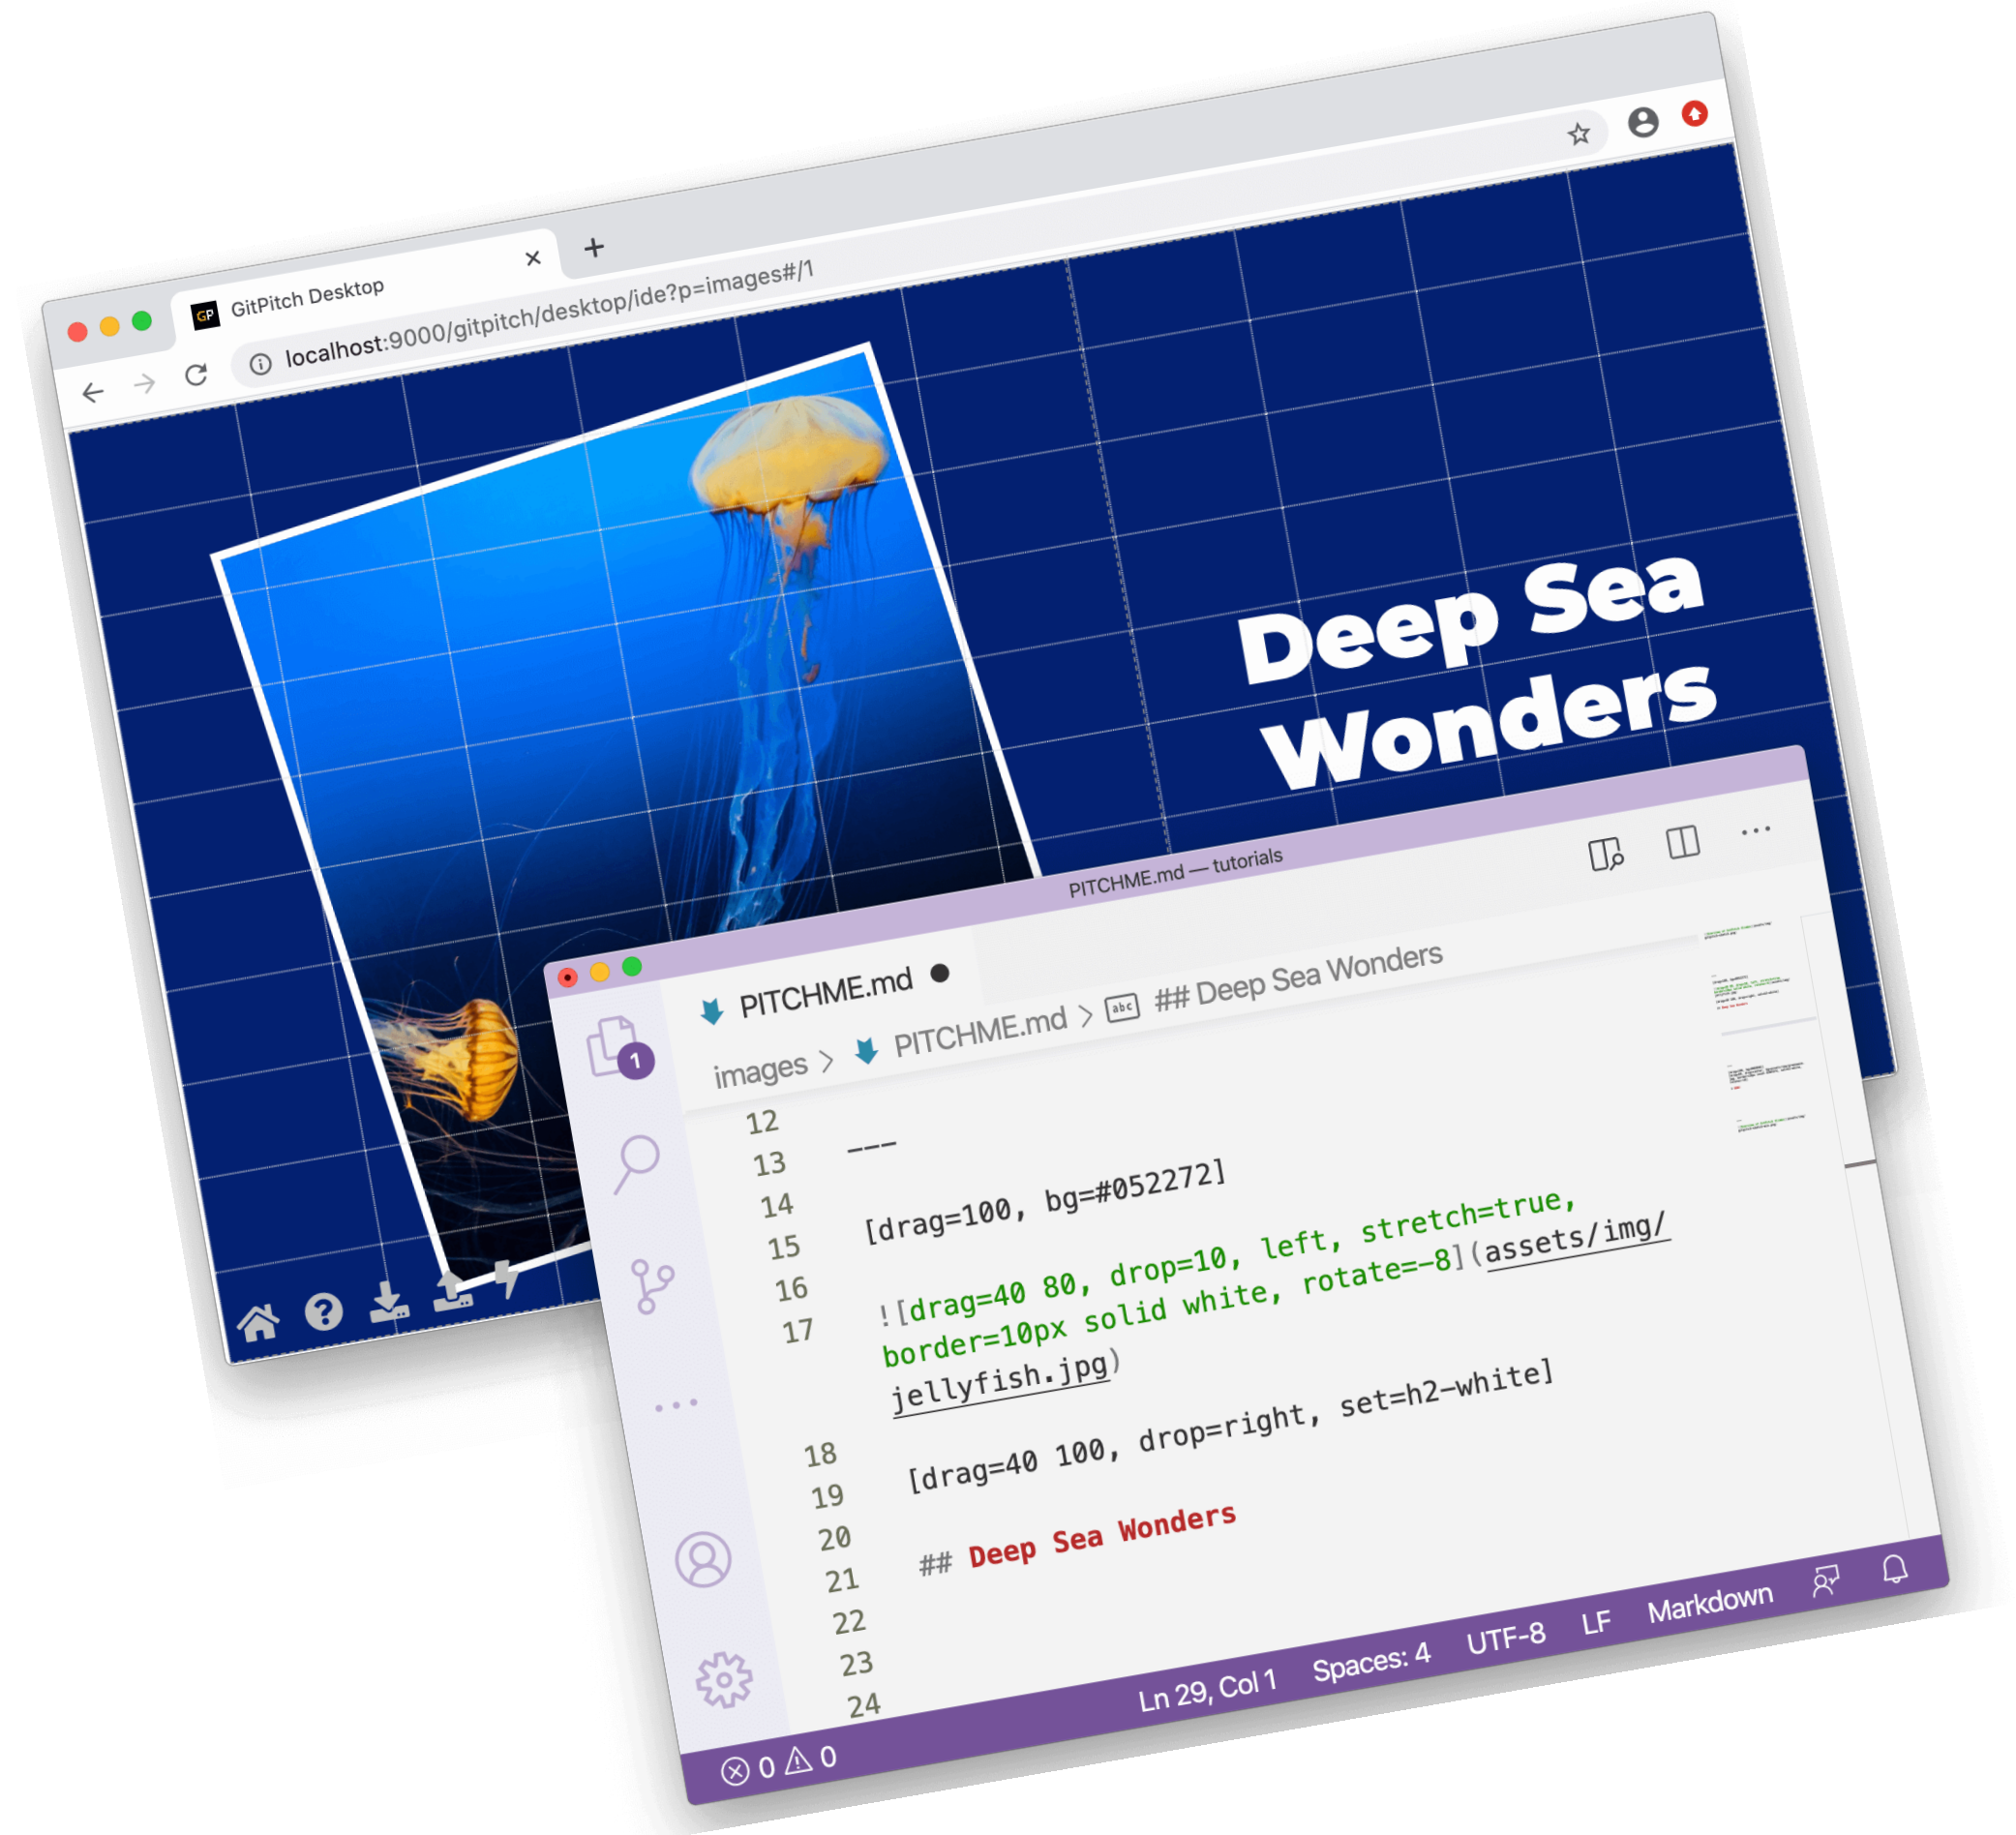 GP GitPitch Desktop
localhost:9000/gitpitch/desktop/ide?p=images#/1
Deep Sea
Wonders
PITCHME.md — tutorials
PITCHME.md
images > PITCHME.md > abc ## Deep Sea Wonders
1
12
13 ---
14
15 [drag=100, bg=#052272]
16
17 ![drag=40 80, drop=10, left, stretch=true,
border=10px solid white, rotate=-8](assets/img/
jellyfish.jpg)
18
19 [drag=40 100, drop=right, set=h2-white]
20
21 ## Deep Sea Wonders
22
23
24
0 0 Ln 29, Col 1 Spaces: 4 UTF-8 LF Markdown